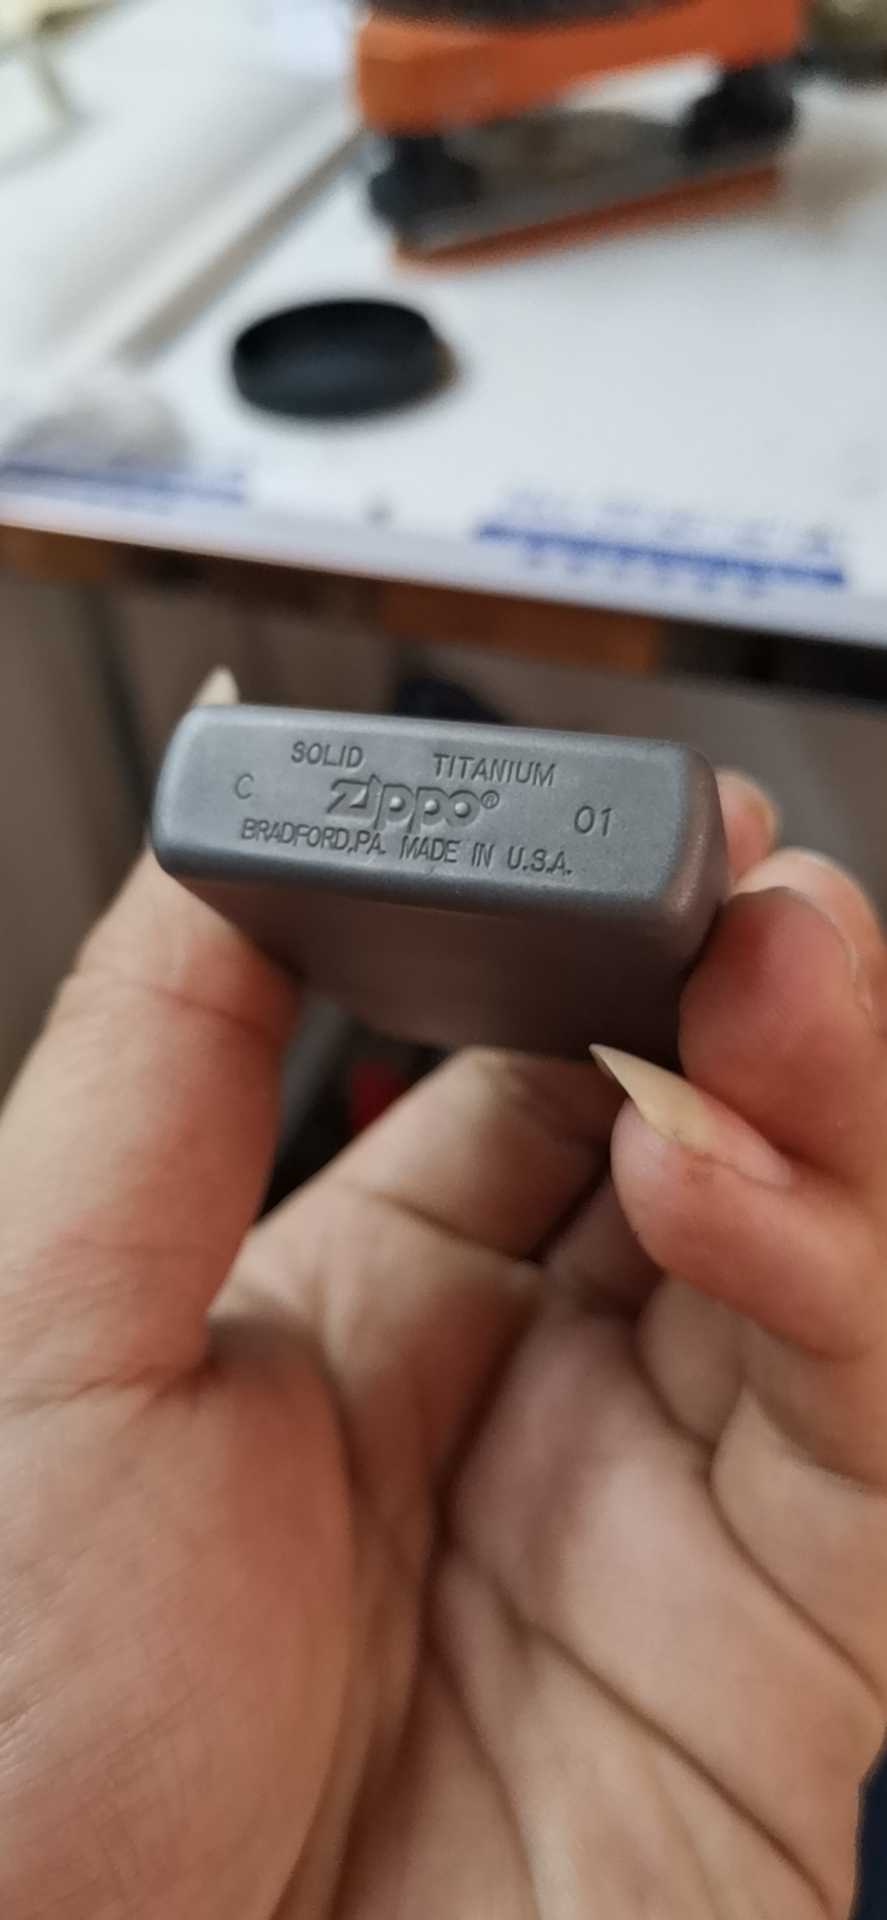 SOLID TITANIUM
C zippo® 01
BRADFORD,PA. MADE IN U.S.A.